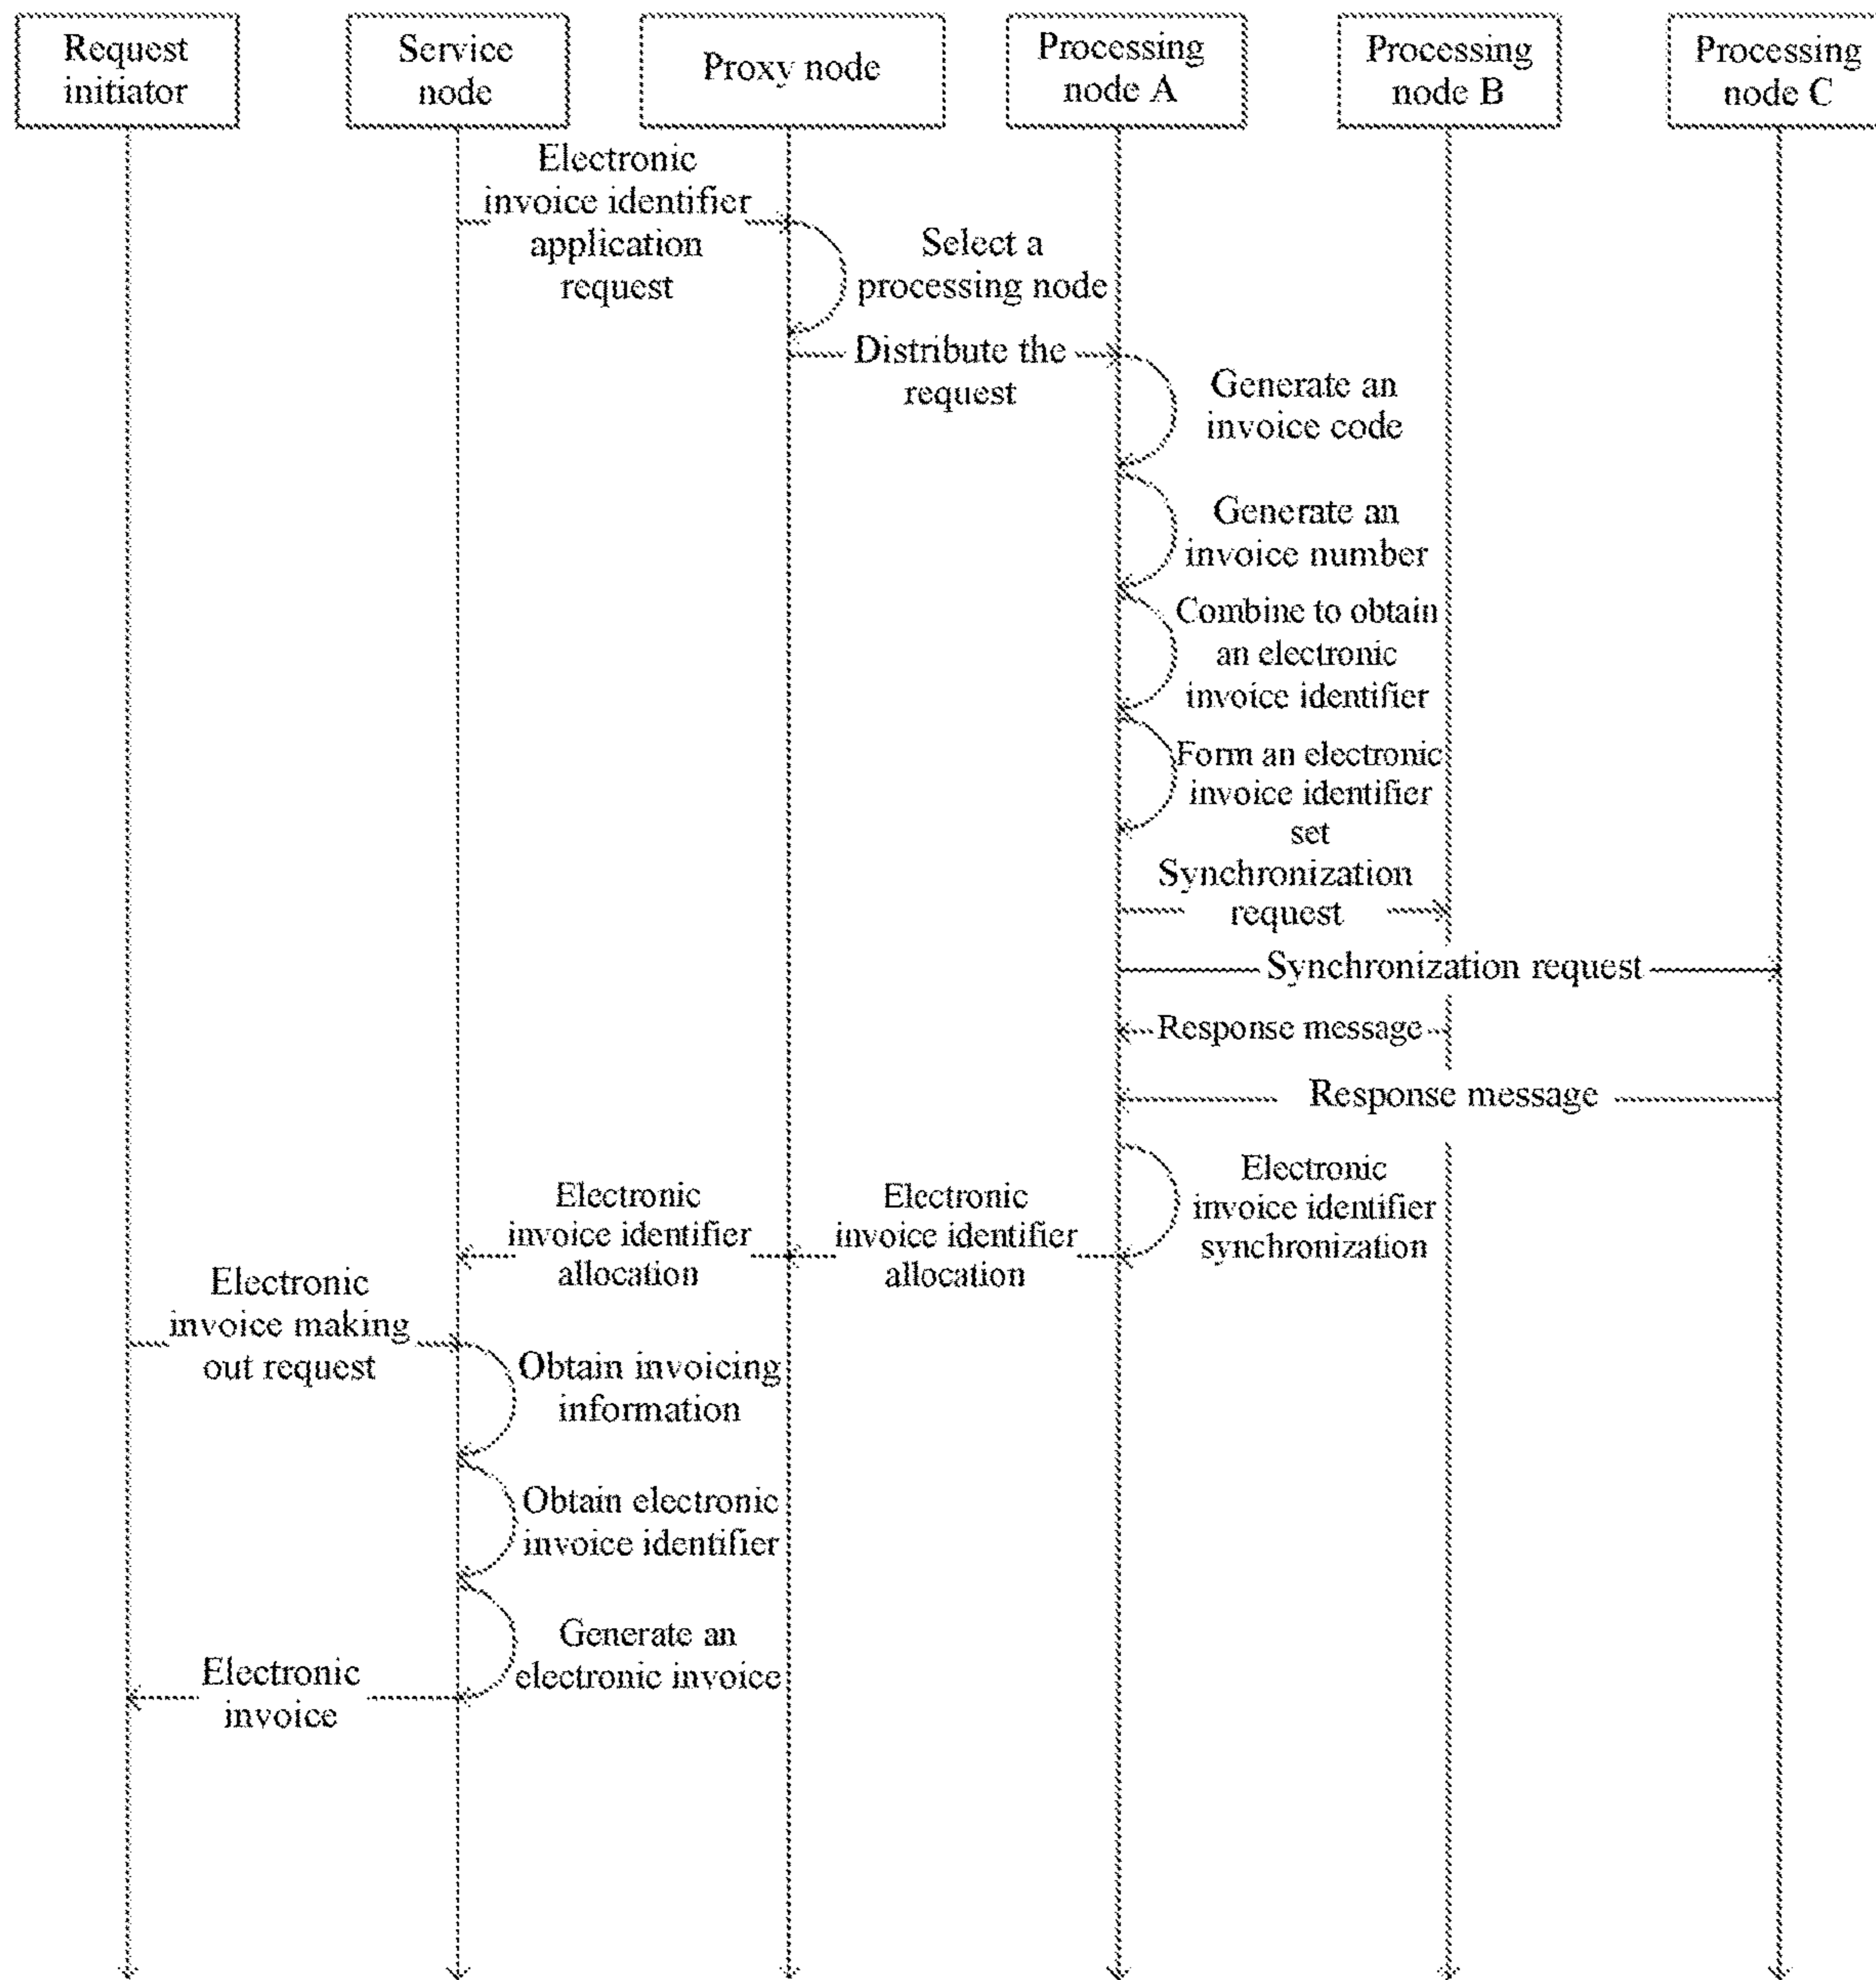 Request
initiator
Service
node
Proxy node
Processing
node A
Processing
node B
Processing
node C
Electronic
invoice identifier
application
request
Select a
processing node
Distribute the
request
Generate an
invoice code
Generate an
invoice number
Combine to obtain
an electronic
invoice identifier
Form an electronic
invoice identifier
set
Synchronization
request
Synchronization request
Response message
Response message
Electronic
invoice identifier
synchronization
Electronic
invoice identifier
allocation
Electronic
invoice identifier
allocation
Electronic
invoice making
out request
Obtain invoicing
information
Obtain electronic
invoice identifier
Generate an
electronic invoice
Electronic
invoice